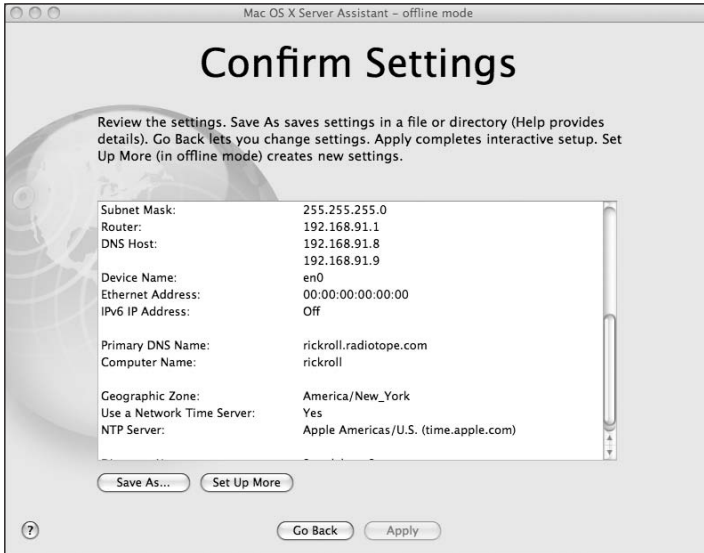 Mac OS X Server Assistant – offline mode
Confirm Settings
Review the settings. Save As saves settings in a file or directory (Help provides
details). Go Back lets you change settings. Apply completes interactive setup. Set
Up More (in offline mode) creates new settings.
Subnet Mask: 255.255.255.0
Router: 192.168.91.1
DNS Host: 192.168.91.8
192.168.91.9
Device Name: en0
Ethernet Address: 00:00:00:00:00:00
IPv6 IP Address: Off
Primary DNS Name: rickroll.radiotope.com
Computer Name: rickroll
Geographic Zone: America/New_York
Use a Network Time Server: Yes
NTP Server: Apple Americas/U.S. (time.apple.com)
Save As... Set Up More
? Go Back Apply